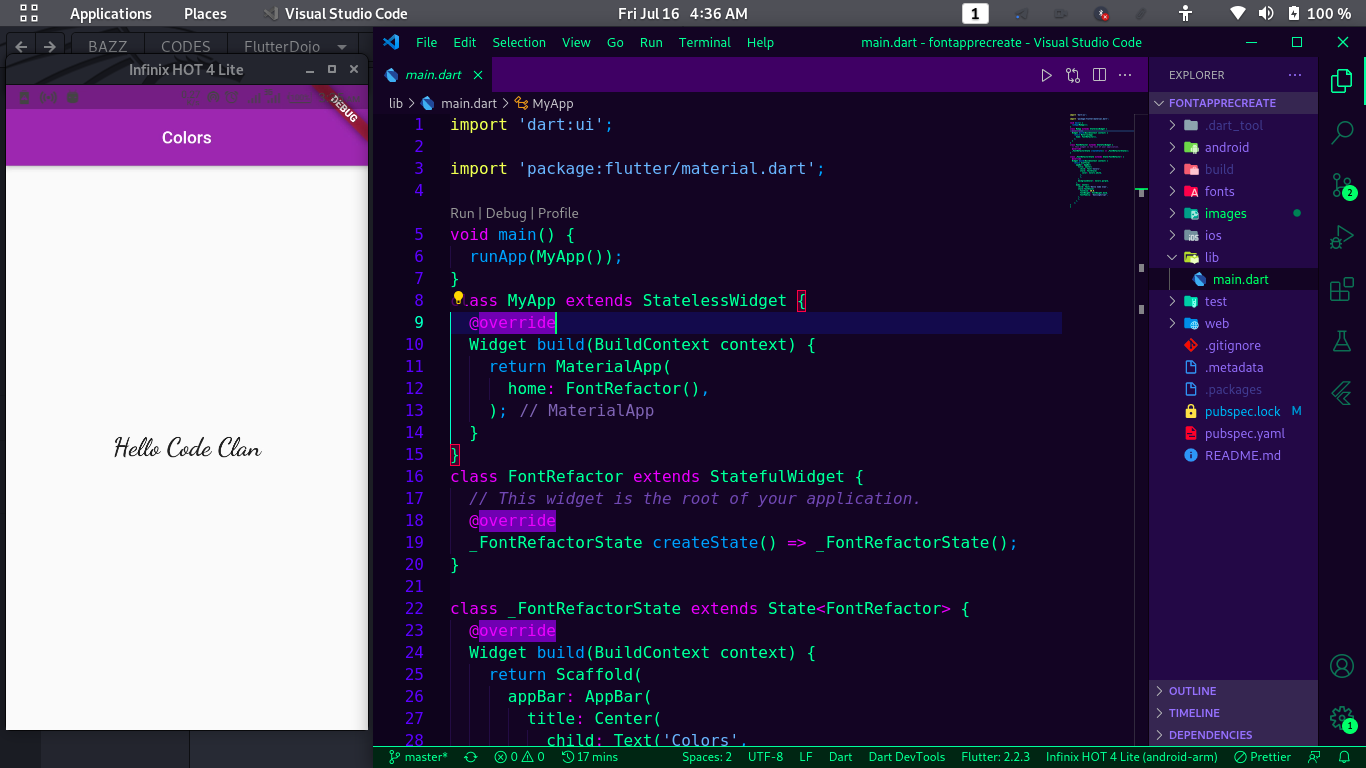 Applications Places Visual Studio Code Fri Jul 16 4:36 AM 1 100 %
BAZZ CODES FlutterDojo
Infinix HOT 4 Lite
DEBUG
Colors
Hello Code Clan
File Edit Selection View Go Run Terminal Help main.dart - fontapprecreate - Visual Studio Code
main.dart
lib > main.dart > MyApp
1 import 'dart:ui';
2
3 import 'package:flutter/material.dart';
4
Run | Debug | Profile
5 void main() {
6 runApp(MyApp());
7 }
8 lass MyApp extends StatelessWidget {
9 @override
10 Widget build(BuildContext context) {
11 return MaterialApp(
12 home: FontRefactor(),
13 ); // MaterialApp
14 }
15 }
16 class FontRefactor extends StatefulWidget {
17 // This widget is the root of your application.
18 @override
19 _FontRefactorState createState() => _FontRefactorState();
20 }
21
22 class _FontRefactorState extends State<FontRefactor> {
23 @override
24 Widget build(BuildContext context) {
25 return Scaffold(
26 appBar: AppBar(
27 title: Center(
28 child: Text('Colors',
EXPLORER
FONTAPPRECREATE
.dart_tool
android
build
fonts
images
ios
lib
main.dart
test
web
.gitignore
.metadata
.packages
pubspec.lock M
pubspec.yaml
README.md
OUTLINE
TIMELINE
DEPENDENCIES
2
1
master* 0 0 17 mins Spaces: 2 UTF-8 LF Dart Dart DevTools Flutter: 2.2.3 Infinix HOT 4 Lite (android-arm) Prettier